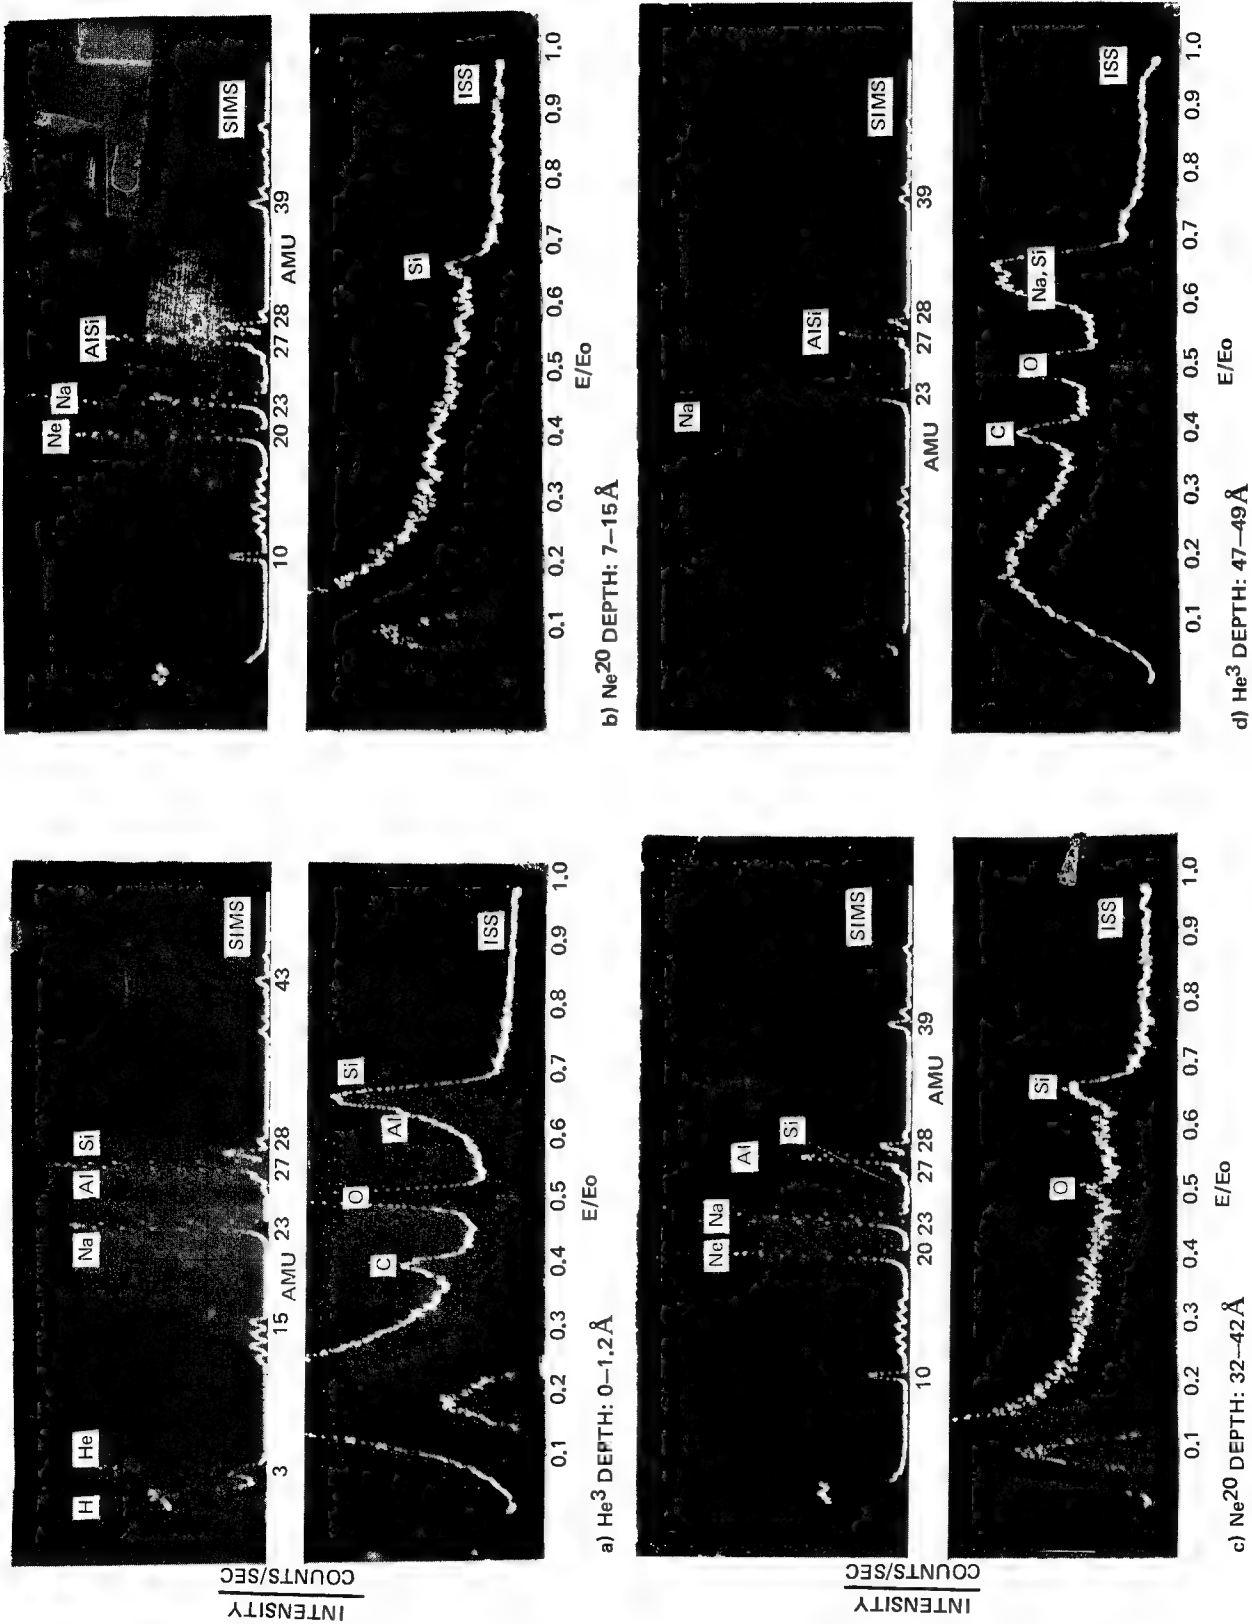 INTENSITY
COUNTS/SEC
H He Na Al Si
SIMS
3 15 23 27 28 43
AMU
C O Al Si
ISS
0.1 0.2 0.3 0.4 0.5 0.6 0.7 0.8 0.9 1.0
E/Eo
a) He3 DEPTH: 0–1.2Å
Ne Na AlSi
SIMS
10 20 23 27 28 39
AMU
Si
ISS
0.1 0.2 0.3 0.4 0.5 0.6 0.7 0.8 0.9 1.0
E/Eo
b) Ne20 DEPTH: 7–15Å
INTENSITY
COUNTS/SEC
Ne Na Al Si
SIMS
10 20 23 27 28 39
AMU
O Si
ISS
0.1 0.2 0.3 0.4 0.5 0.6 0.7 0.8 0.9 1.0
E/Eo
c) Ne20 DEPTH: 32–42Å
Na AlSi
SIMS
23 27 28 39
AMU
C O Na, Si
ISS
0.1 0.2 0.3 0.4 0.5 0.6 0.7 0.8 0.9 1.0
E/Eo
d) He3 DEPTH: 47–49Å